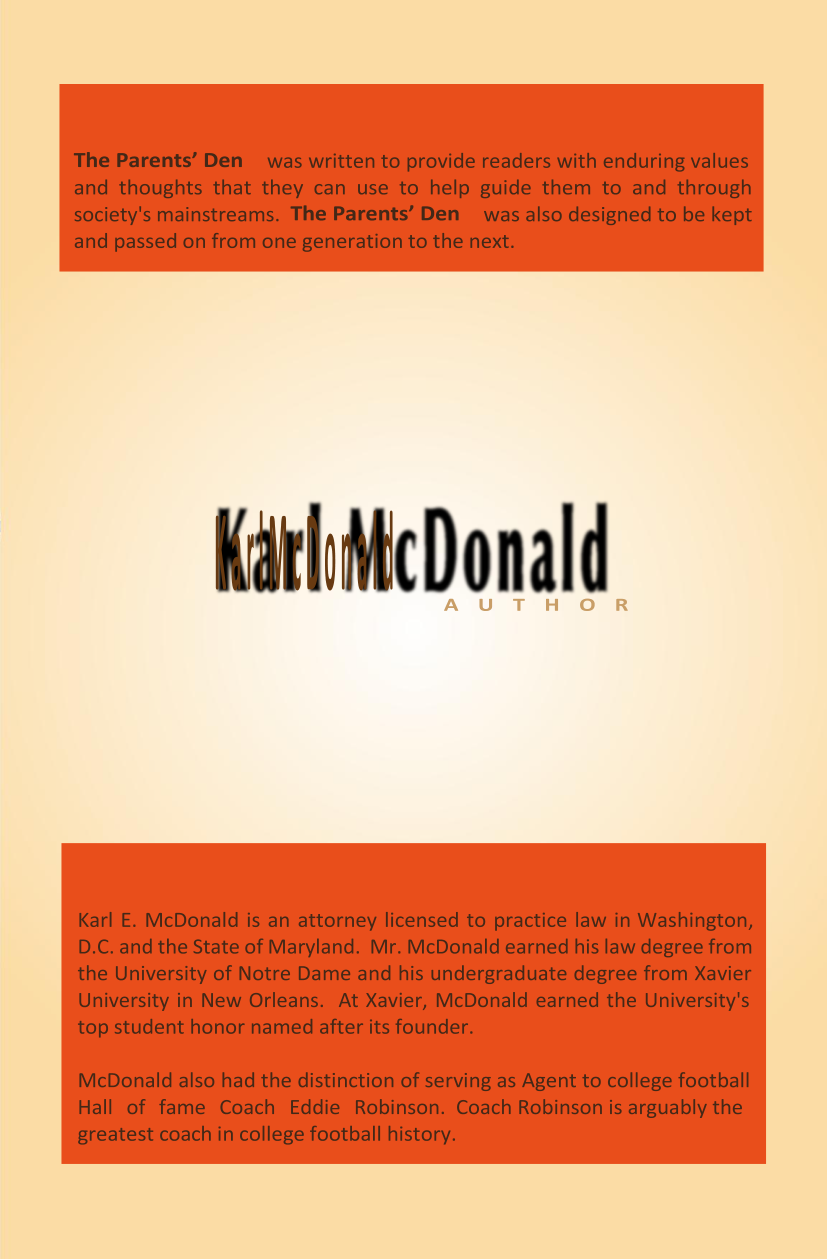 The Parents’ Den was written to provide readers with enduring values
and thoughts that they can use to help guide them to and through
society's mainstreams. The Parents’ Den was also designed to be kept
and passed on from one generation to the next.
Karl McDonald
Karl McDonald
AUTHOR
Karl E. McDonald is an attorney licensed to practice law in Washington,
D.C. and the State of Maryland. Mr. McDonald earned his law degree from
the University of Notre Dame and his undergraduate degree from Xavier
University in New Orleans. At Xavier, McDonald earned the University's
top student honor named after its founder.
McDonald also had the distinction of serving as Agent to college football
Hall of fame Coach Eddie Robinson. Coach Robinson is arguably the
greatest coach in college football history.